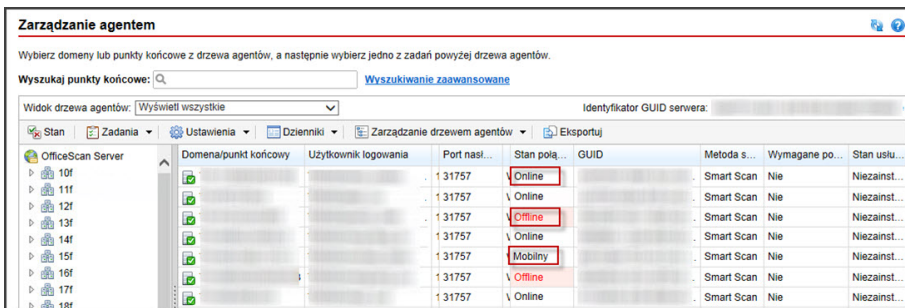 Zarządzanie agentem
Wybierz domeny lub punkty końcowe z drzewa agentów, a następnie wybierz jedno z zadań powyżej drzewa agentów.
Wyszukaj punkty końcowe: Wyszukiwanie zaawansowane
Widok drzewa agentów: Wyświetl wszystkie Identyfikator GUID serwera:
Stan Zadania Ustawienia Dzienniki Zarządzanie drzewem agentów Eksportuj
OfficeScan Server Domena/punkt końcowy Użytkownik logowania Port nasł... Stan połą... GUID Metoda s... Wymagane po... Stan usłu...
10f 31757 Online Smart Scan Nie Niezainst...
11f 31757 Online Smart Scan Nie Niezainst...
12f
13f 31757 Offline Smart Scan Nie Niezainst...
14f 31757 Online Smart Scan Nie Niezainst...
15f 31757 Mobilny Smart Scan Nie Niezainst...
16f 31757 Offline Smart Scan Nie Niezainst...
17f 31757 Online Smart Scan Nie Niezainst...
18f